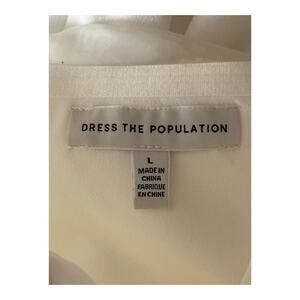 DRESS THE POPULATION
L
MADE IN
CHINA
FABRIQUE
EN CHINE